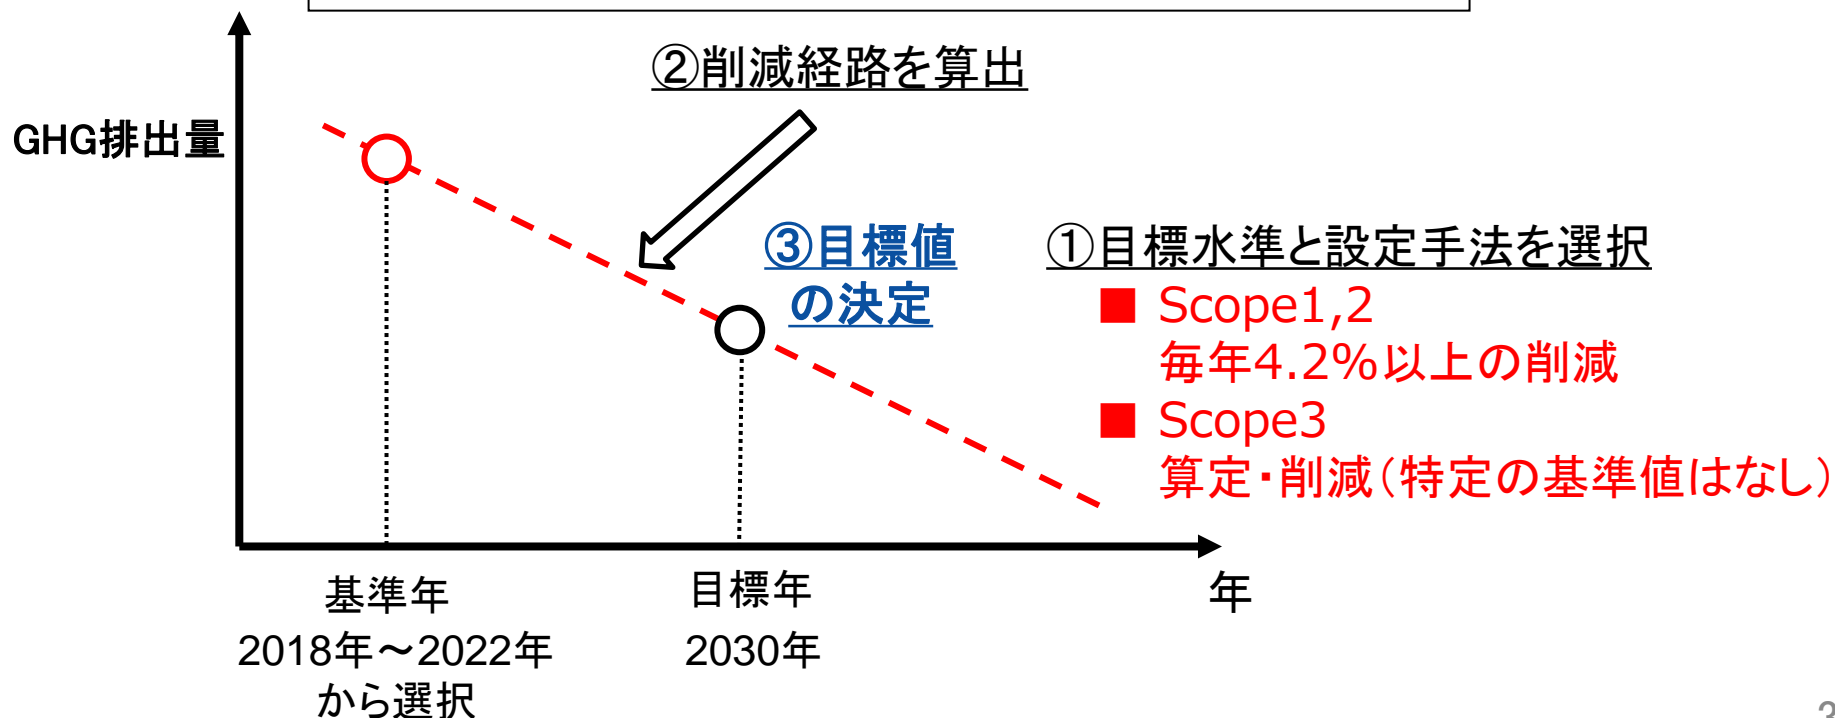 ②削減経路を算出
GHG排出量
③目標値
の決定
①目標水準と設定手法を選択
■ Scope1,2
毎年4.2%以上の削減
■ Scope3
算定・削減（特定の基準値はなし）
年
基準年
2018年～2022年
から選択
目標年
2030年